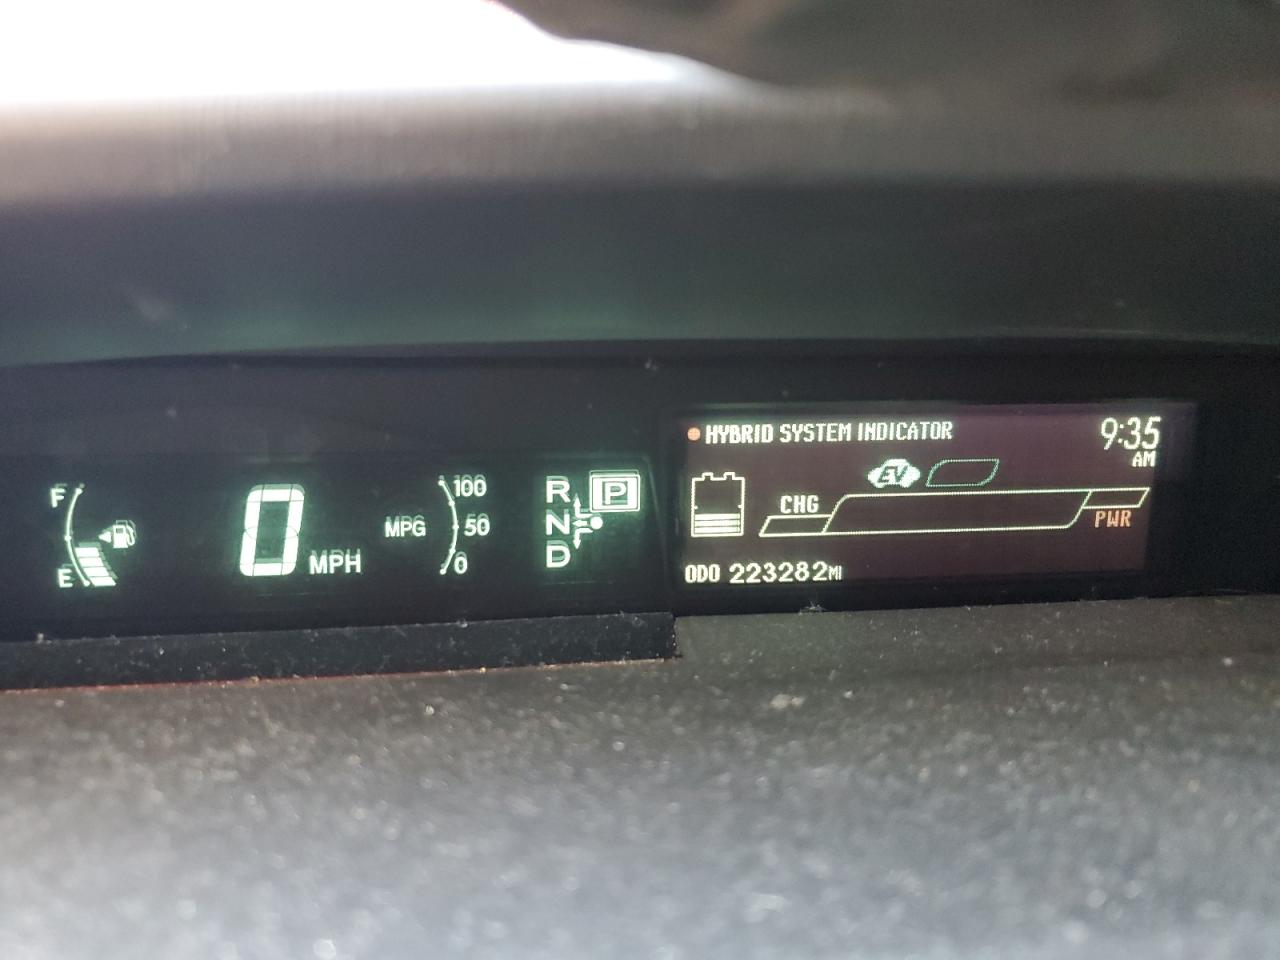 F
E
0 MPH
MPG
100
50
0
R
N
D
P
HYBRID SYSTEM INDICATOR
9:35
AM
EV
CHG
PWR
ODO 223282MI